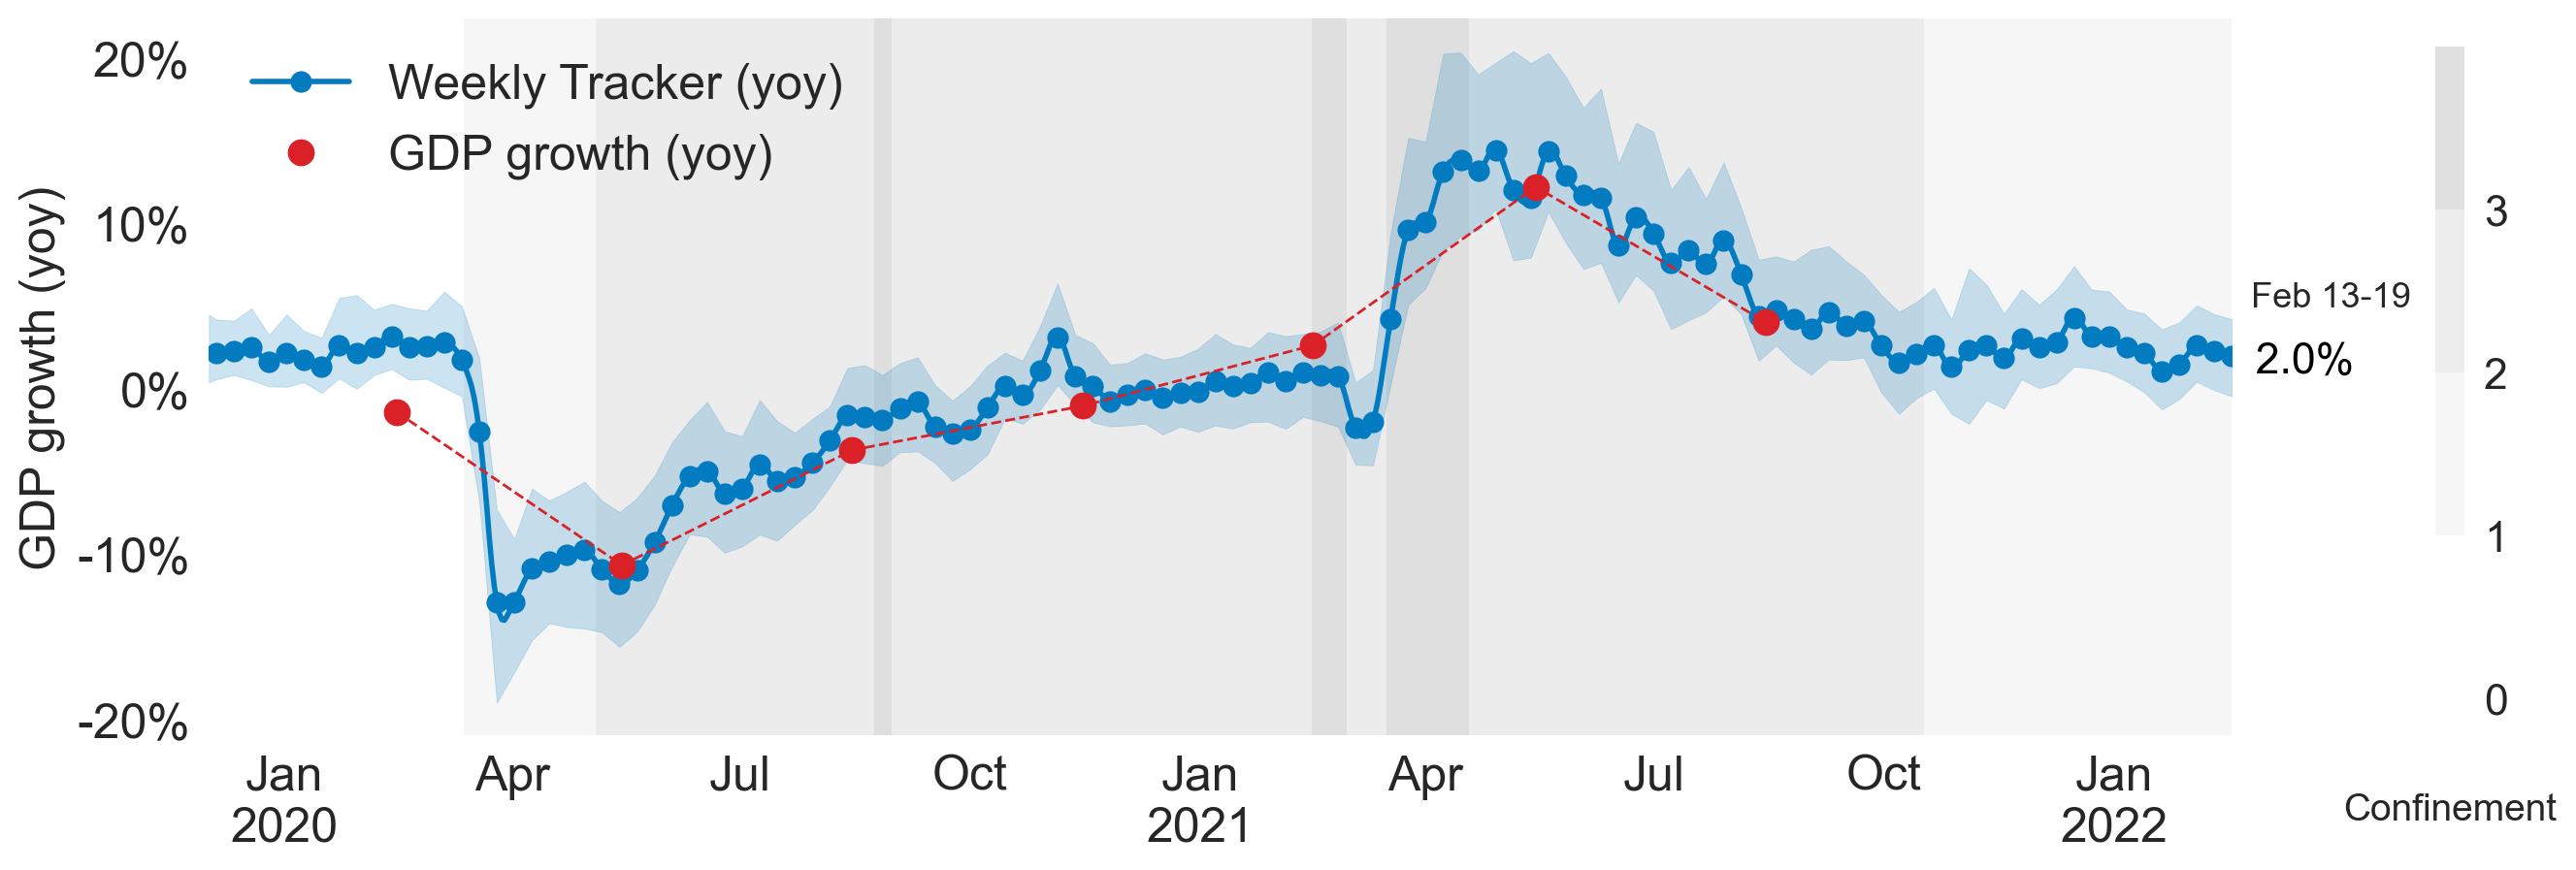 Weekly Tracker (yoy)
GDP growth (yoy)
GDP growth (yoy)
20%
10%
0%
-10%
-20%
Jan
2020
Apr
Jul
Oct
Jan
2021
Apr
Jul
Oct
Jan
2022
Feb 13-19
2.0%
3
2
1
0
Confinement